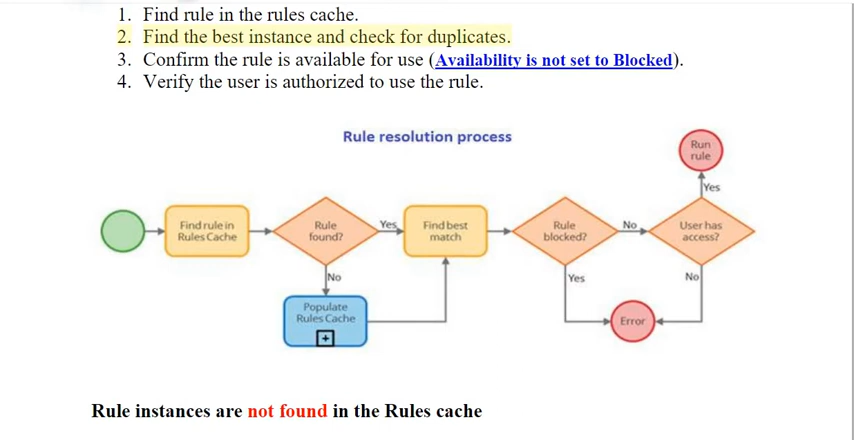 1. Find rule in the rules cache.
2. Find the best instance and check for duplicates.
3. Confirm the rule is available for use (Availability is not set to Blocked).
4. Verify the user is authorized to use the rule.
Rule resolution process
Run
rule
Yes
Find rule in
Rules Cache
Rule
found?
Yes
Find best
match
Rule
blocked?
No
User has
access?
No
Yes
No
Populate
Rules Cache
Error
Rule instances are not found in the Rules cache